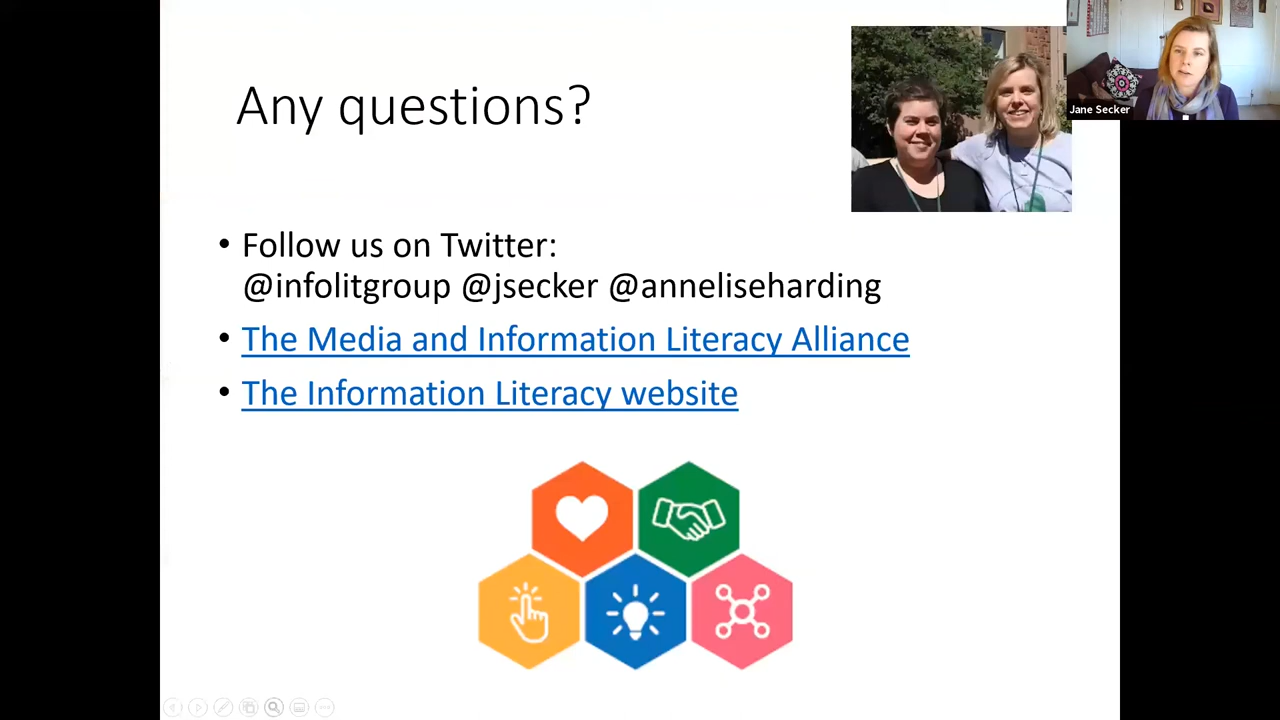 Any questions?
Jane Secker
• Follow us on Twitter:
@infolitgroup @jsecker @anneliseharding
• The Media and Information Literacy Alliance
• The Information Literacy website